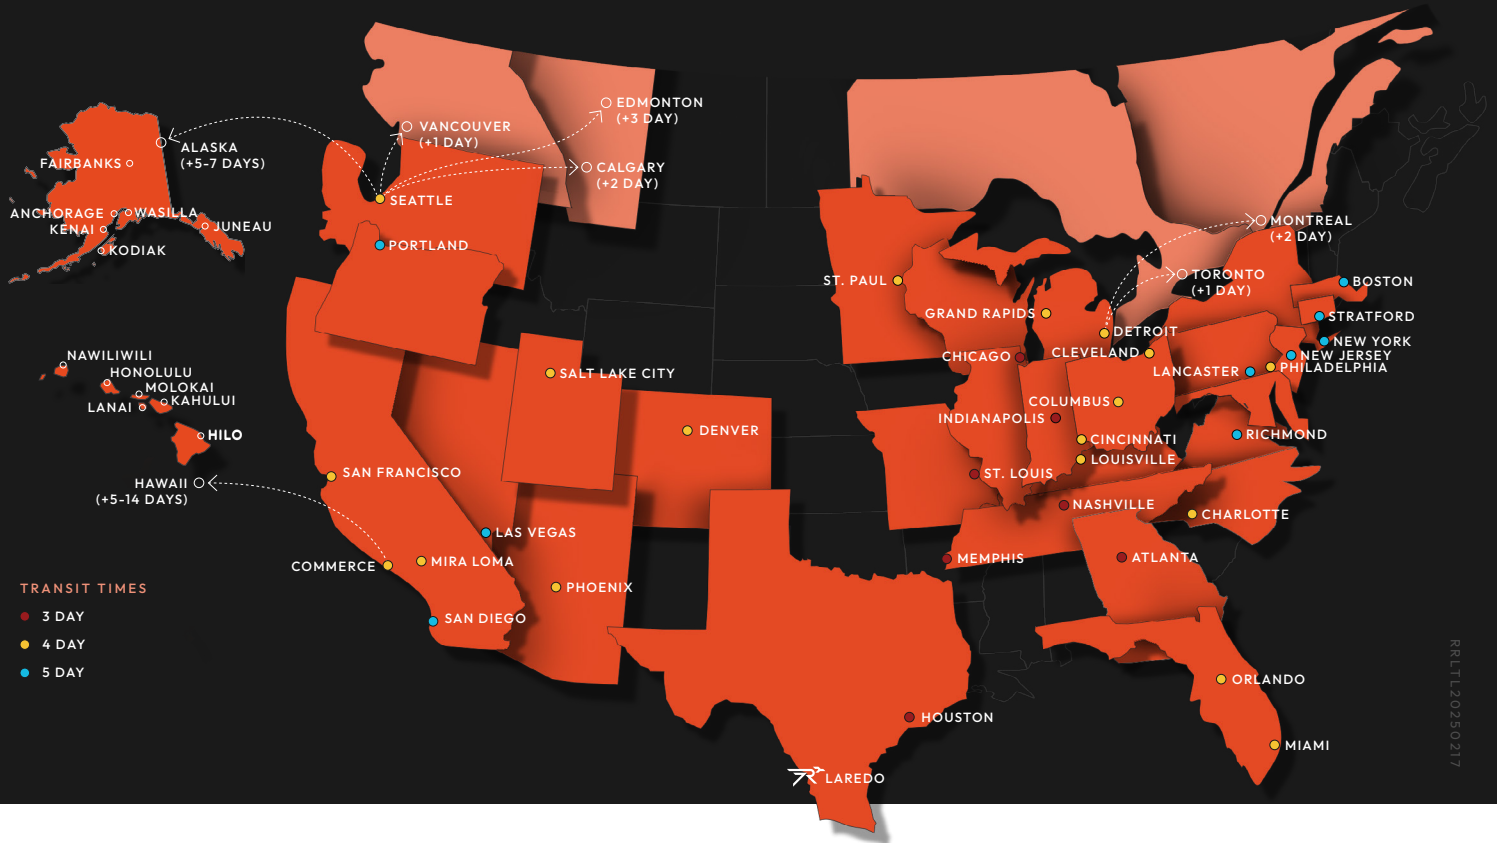 EDMONTON
(+3 DAY)
VANCOUVER
(+1 DAY)
CALGARY
(+2 DAY)
ALASKA
(+5-7 DAYS)
FAIRBANKS
ANCHORAGE
WASILLA
KENAI
JUNEAU
KODIAK
SEATTLE
PORTLAND
MONTREAL
(+2 DAY)
TORONTO
(+1 DAY)
ST. PAUL
BOSTON
GRAND RAPIDS
STRATFORD
DETROIT
NEW YORK
CHICAGO
CLEVELAND
NEW JERSEY
LANCASTER
PHILADELPHIA
NAWILIWILI
HONOLULU
MOLOKAI
LANAI
KAHULUI
HILO
HAWAII
(+5-14 DAYS)
SALT LAKE CITY
DENVER
COLUMBUS
INDIANAPOLIS
RICHMOND
CINCINNATI
LOUISVILLE
SAN FRANCISCO
ST. LOUIS
NASHVILLE
CHARLOTTE
LAS VEGAS
COMMERCE
MIRA LOMA
MEMPHIS
ATLANTA
PHOENIX
SAN DIEGO
TRANSIT TIMES
3 DAY
4 DAY
5 DAY
ORLANDO
HOUSTON
MIAMI
LAREDO
RRLTL20250217